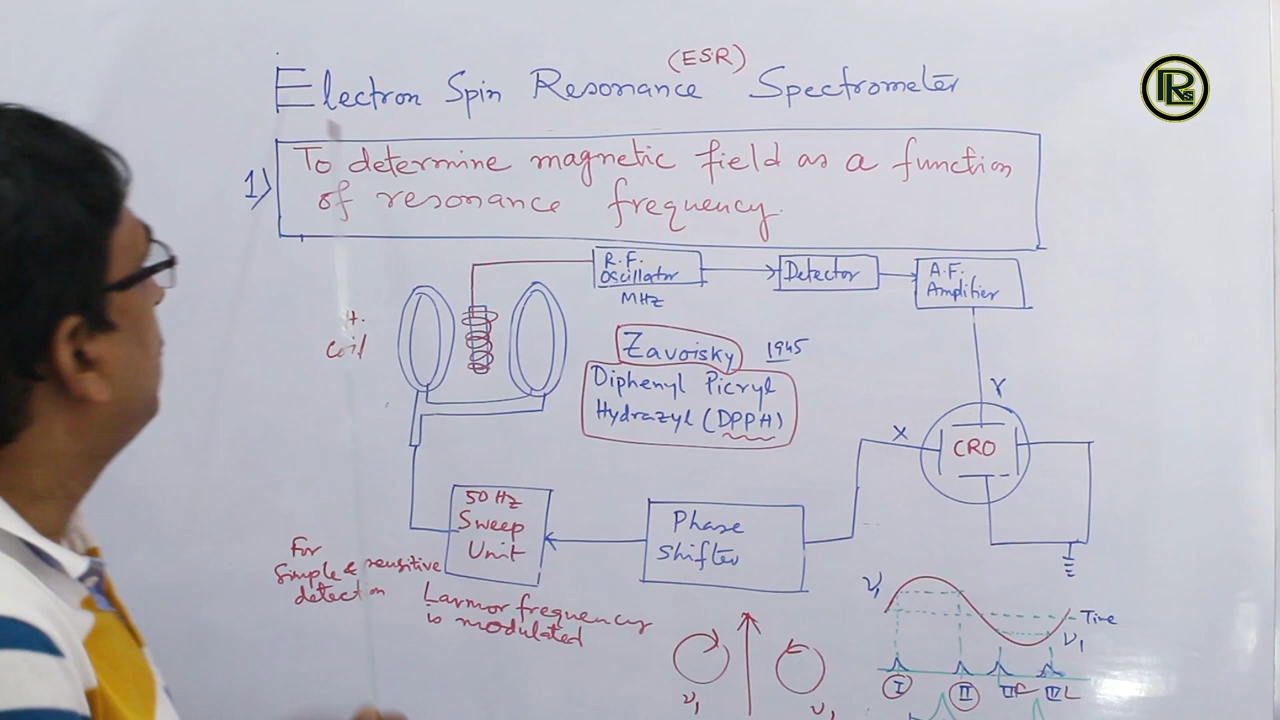 (ESR)
Electron Spin Resonance Spectrometer
RLS
1) To determine magnetic field as a function
of resonance frequency.
R.F.
Oscillator
MHz
Detector
A.F.
Amplifier
H.
Coil
Zavoisky 1945
Diphenyl Picryl
Hydrazyl (DPPH)
Y
X
CRO
50 Hz
Sweep
Unit
Phase
Shifter
For
Simple & sensitive
detection
Larmor frequency
is modulated
ν1
Time
ν1
I II III IV
ν1 ν1